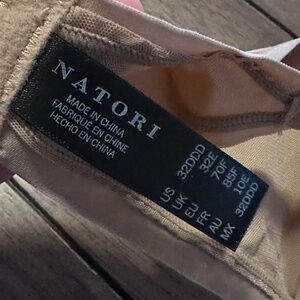 NATORI
MADE IN CHINA
FABRIQUÉ EN CHINE
HECHO EN CHINA
US 32DDD
UK 32E
EU 70F
FR 85F
AU 10E
MX 32DDD